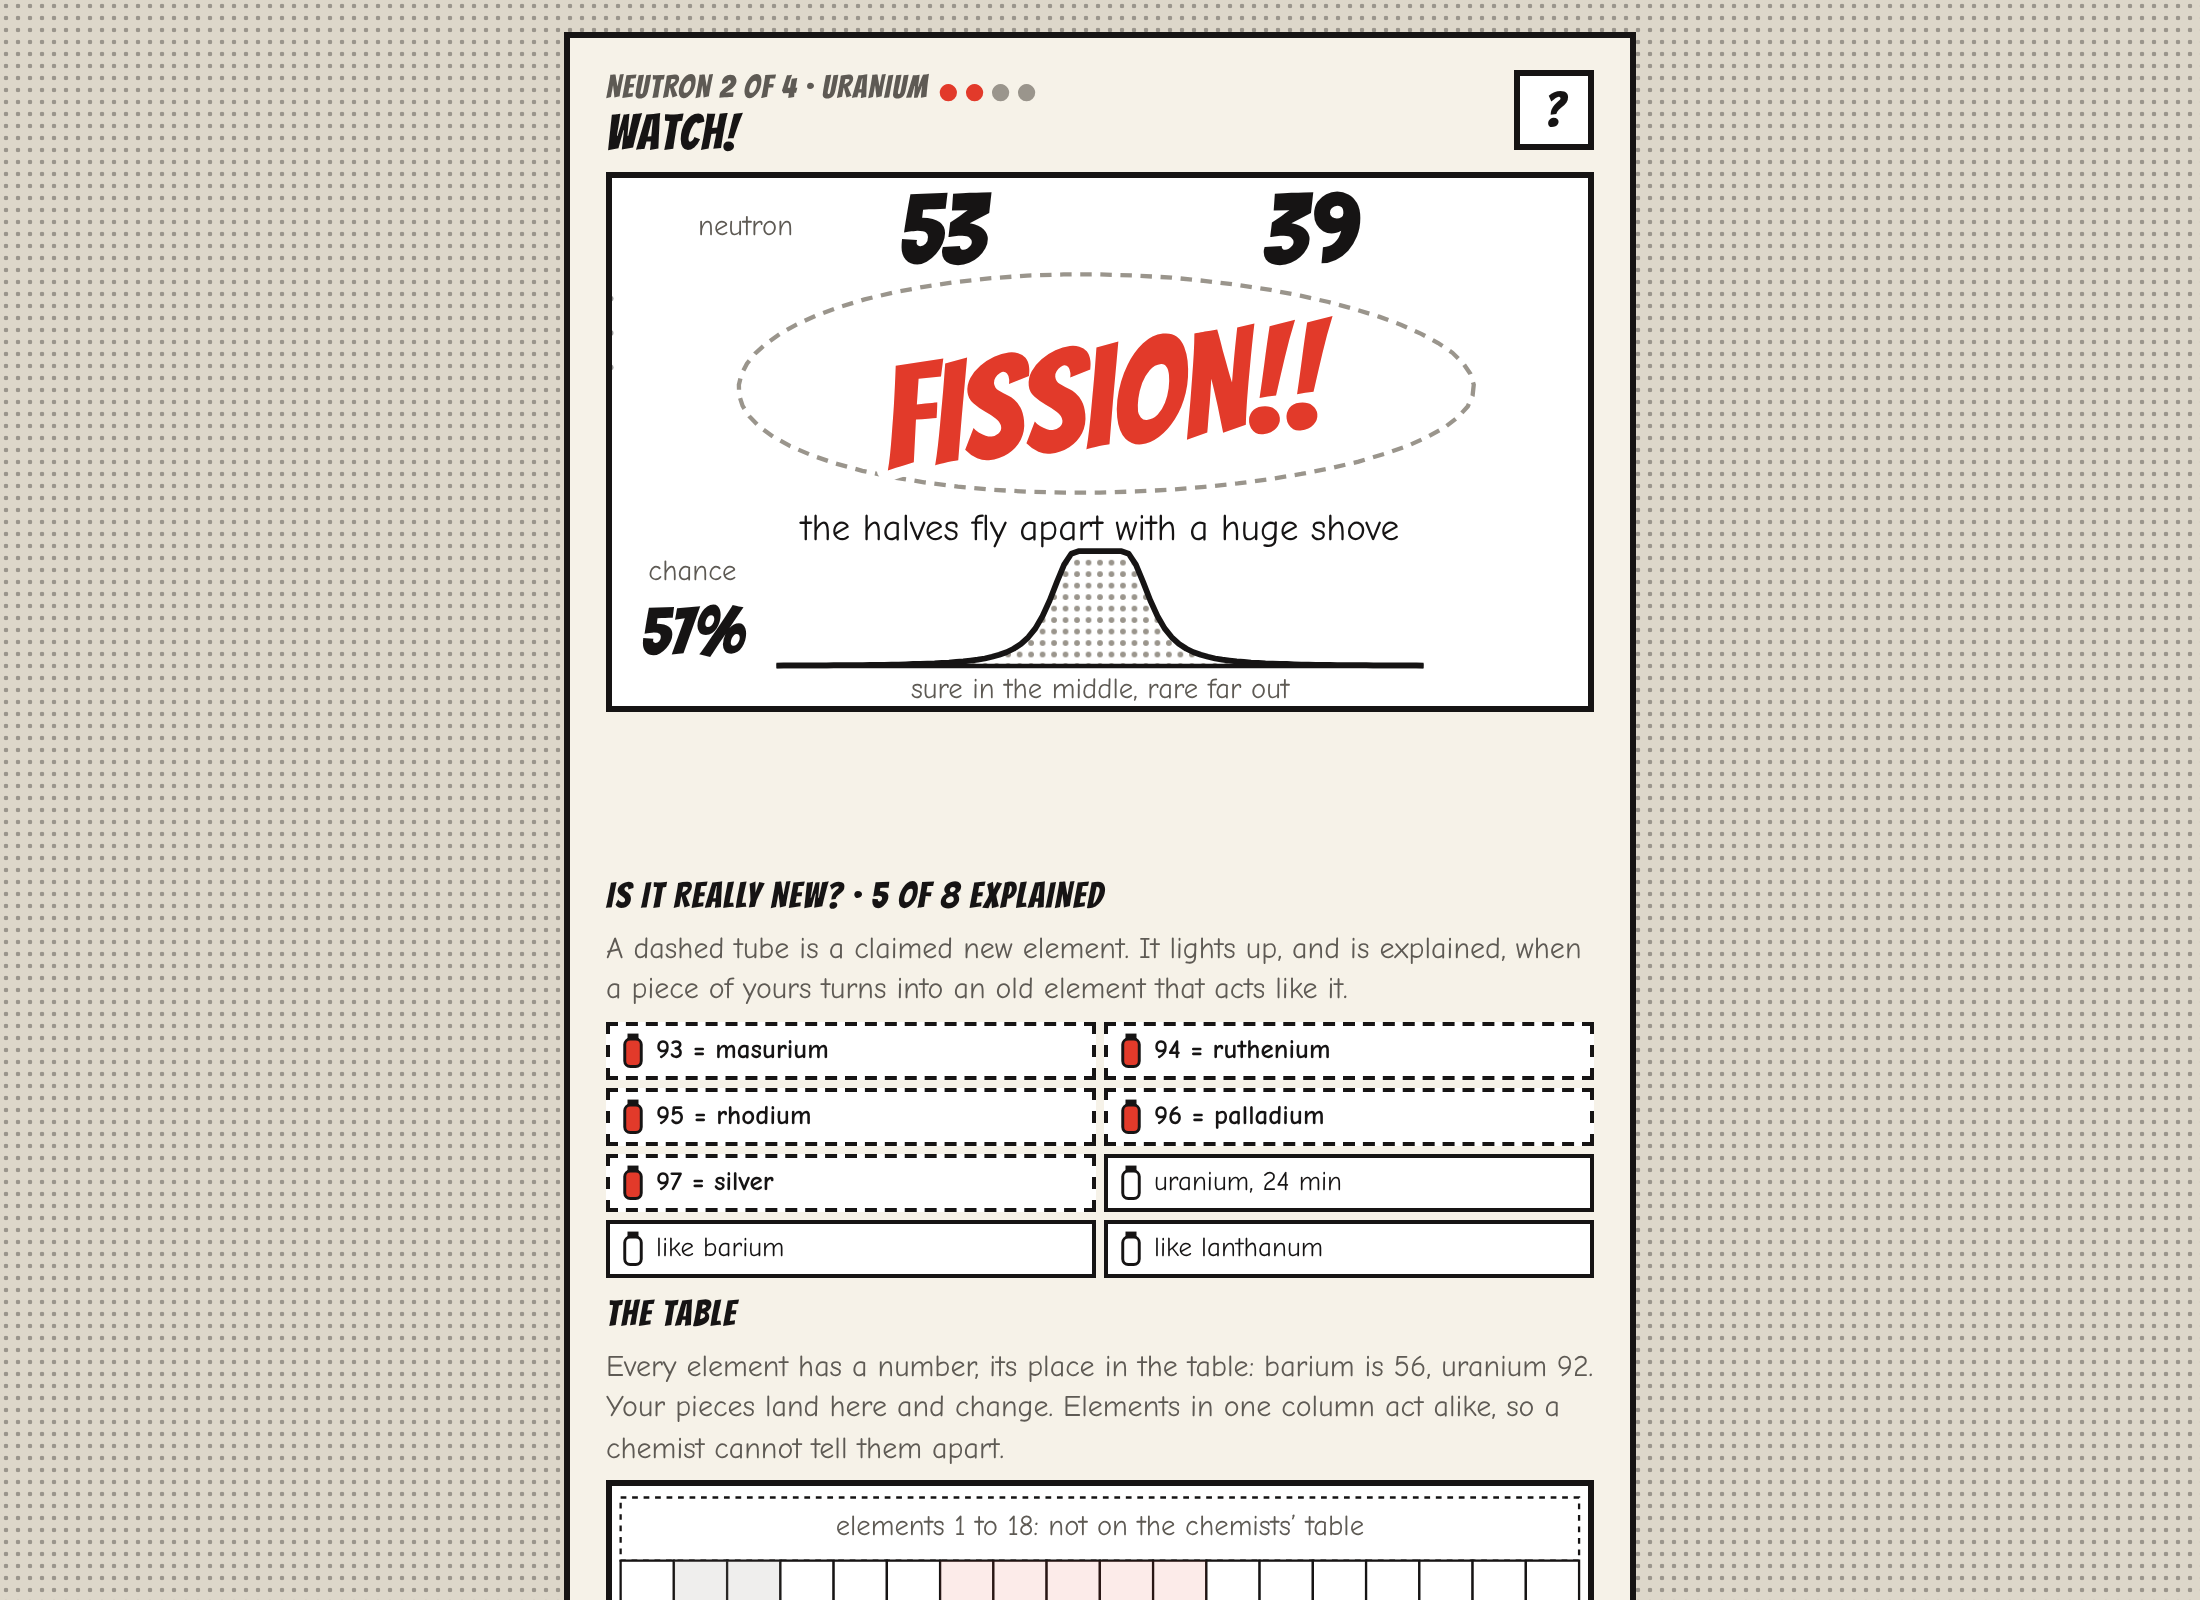 NEUTRON 2 OF 4 · URANIUM
WATCH!
?
neutron
53
39
FISSION!!
the halves fly apart with a huge shove
chance
57%
sure in the middle, rare far out
IS IT REALLY NEW? · 5 OF 8 EXPLAINED
A dashed tube is a claimed new element. It lights up, and is explained, when
a piece of yours turns into an old element that acts like it.
93 = masurium
94 = ruthenium
95 = rhodium
96 = palladium
97 = silver
uranium, 24 min
like barium
like lanthanum
THE TABLE
Every element has a number, its place in the table: barium is 56, uranium 92.
Your pieces land here and change. Elements in one column act alike, so a
chemist cannot tell them apart.
elements 1 to 18: not on the chemists’ table